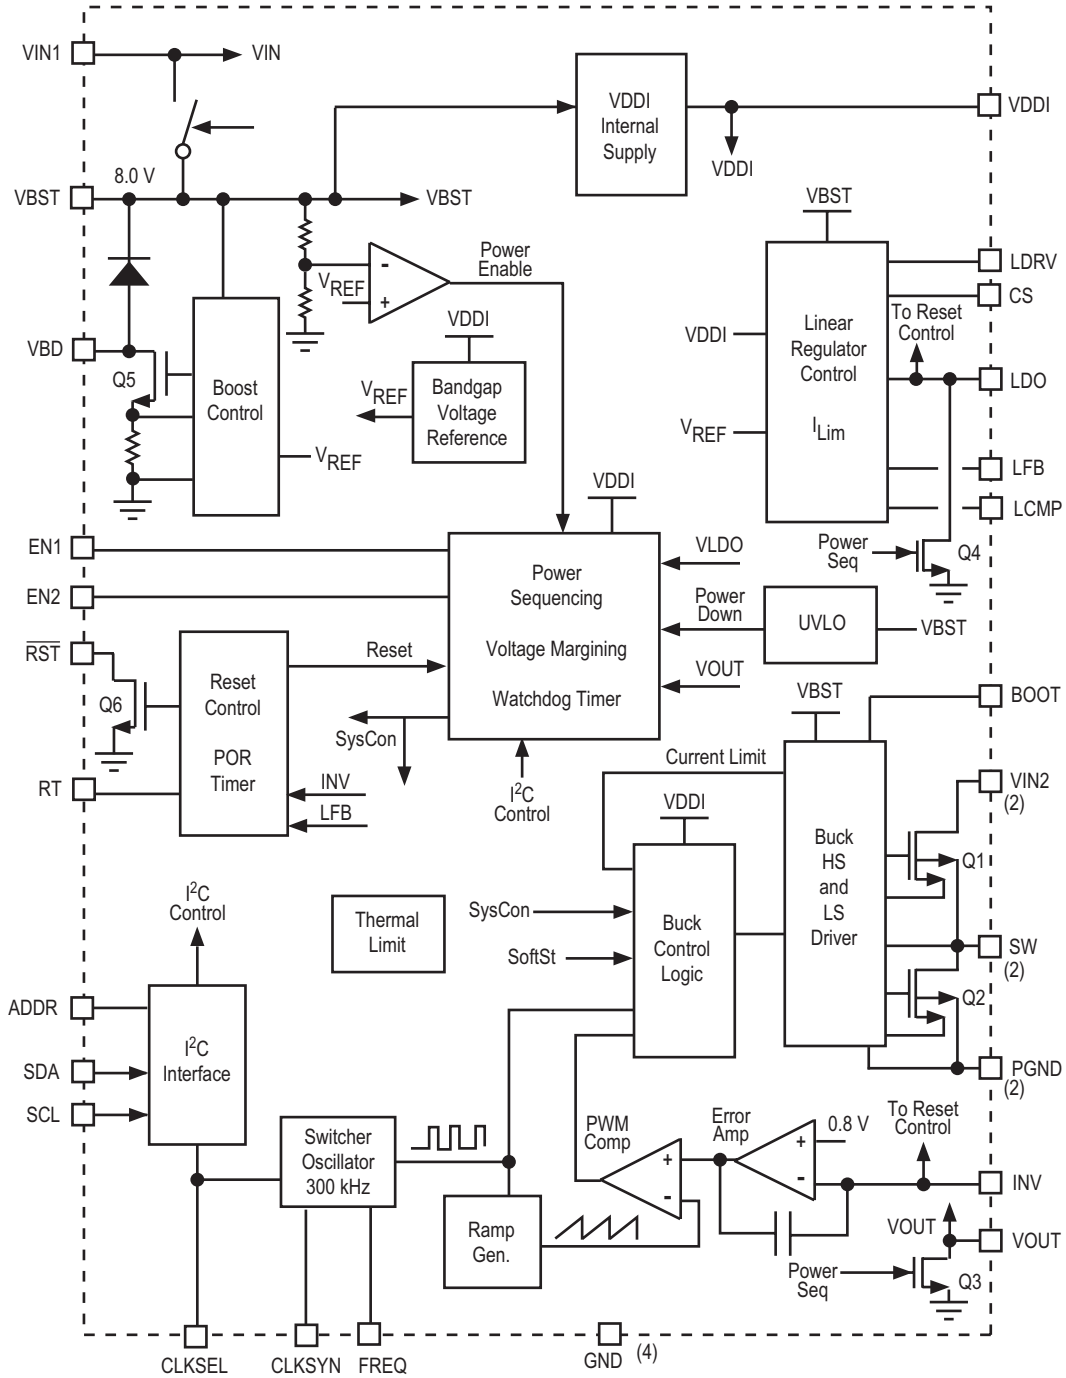 VIN1
VIN
VDDI
Internal
Supply
VDDI
VDDI
8.0 V
VBST
VBST
VBST
Power
Enable
VREF
-
+
LDRV
CS
To Reset
Control
VDDI
Linear
Regulator
Control
ILim
VDDI
VREF
LDO
LFB
LCMP
VBD
Q5
Boost
Control
VREF
Bandgap
Voltage
Reference
VREF
VDDI
Power
Seq
Q4
EN1
EN2
Power
Sequencing
Voltage Margining
Watchdog Timer
VLDO
Power
Down
UVLO
VBST
VOUT
RST
Q6
Reset
Control
POR
Timer
Reset
SysCon
INV
LFB
RT
I2C
Control
Current Limit
VBST
BOOT
VIN2
(2)
Buck
HS
and
LS
Driver
Q1
VDDI
Buck
Control
Logic
SysCon
SoftSt
SW
(2)
Q2
PGND
(2)
I2C
Control
Thermal
Limit
ADDR
SDA
SCL
I2C
Interface
Switcher
Oscillator
300 kHz
PWM
Comp
+
-
Error
Amp
+
-
0.8 V
To Reset
Control
INV
Ramp
Gen.
VOUT
VOUT
Power
Seq
Q3
CLKSEL
CLKSYN
FREQ
GND
(4)